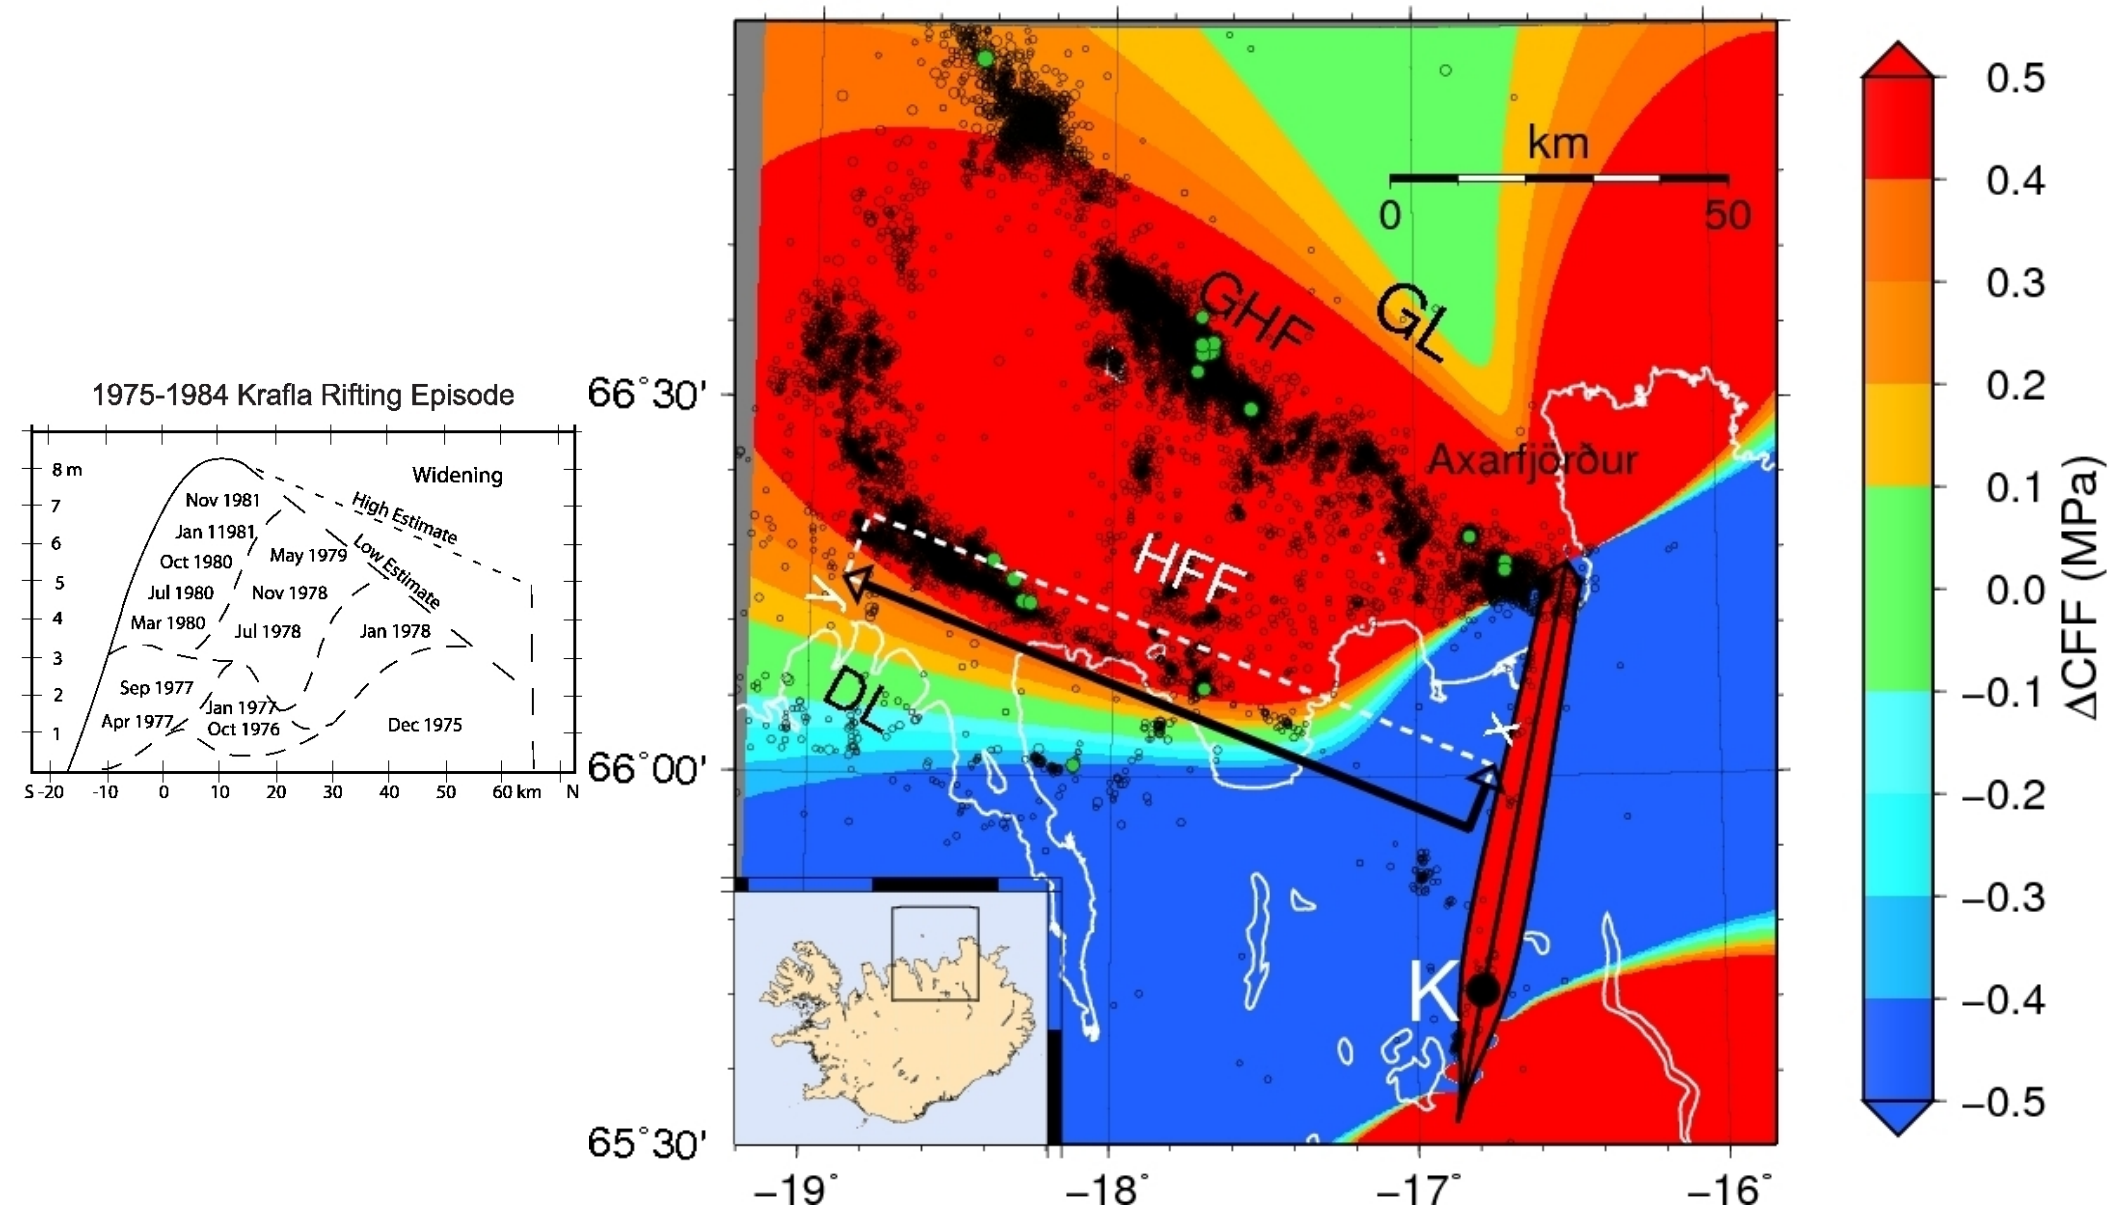 1975-1984 Krafla Rifting Episode
8 m
7
6
5
4
3
2
1
Widening
High Estimate
Low Estimate
Nov 1981
Jan 11981
Oct 1980
Jul 1980
Mar 1980
May 1979
Nov 1978
Jul 1978
Jan 1978
Sep 1977
Apr 1977
Jan 1977
Oct 1976
Dec 1975
S -20 -10 0 10 20 30 40 50 60 km N
66°30'
66°00'
65°30'
-19° -18° -17° -16°
km
0 50
GHF
GL
Axarfjörður
HFF
Y
X
DL
K
0.5
0.4
0.3
0.2
0.1
0.0
-0.1
-0.2
-0.3
-0.4
-0.5
ΔCFF (MPa)